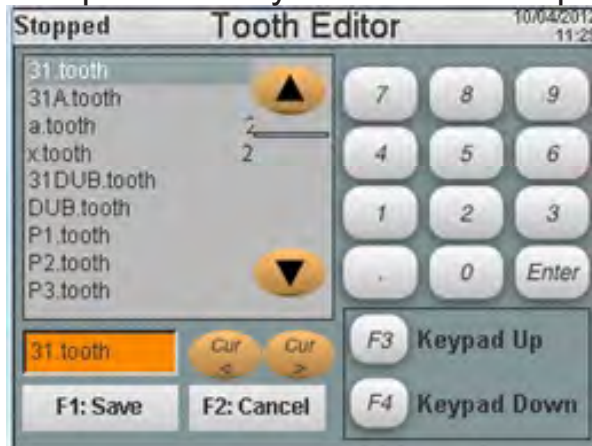 Stopped Tooth Editor 10/04/2012
11:29
31.tooth
31A.tooth
a.tooth
x.tooth 2
31DUB.tooth
DUB.tooth
P1.tooth
P2.tooth
P3.tooth
31.tooth
Cur < Cur >
F1: Save F2: Cancel
7 8 9
4 5 6
1 2 3
. 0 Enter
F3 Keypad Up
F4 Keypad Down